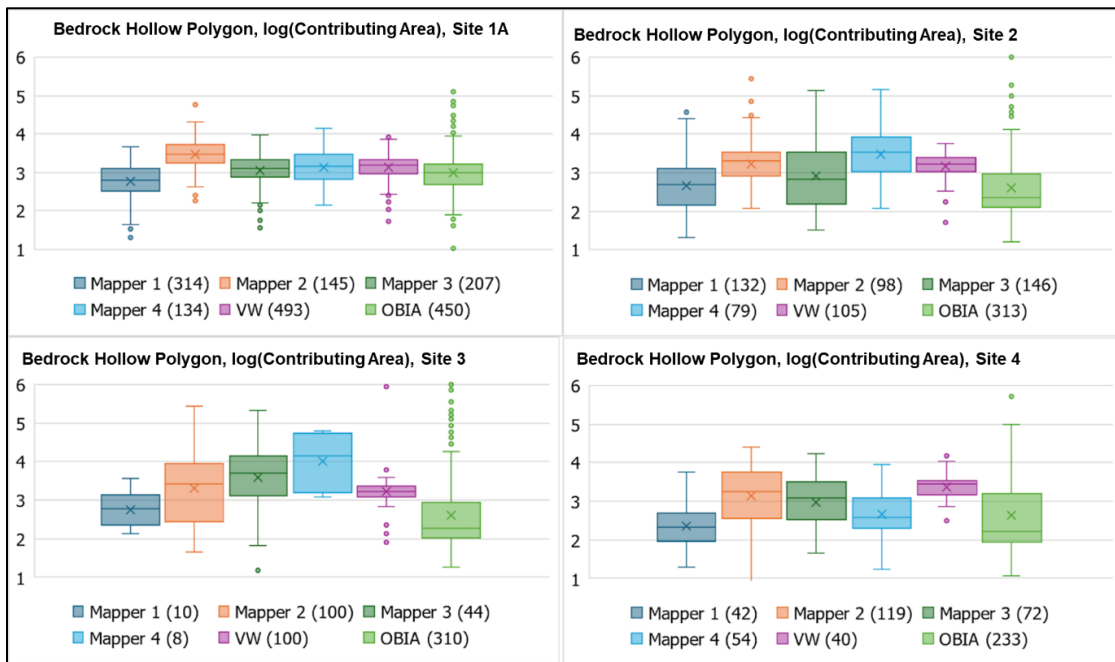 Bedrock Hollow Polygon, log(Contributing Area), Site 1A
6
5
4
3
2
1
Mapper 1 (314) Mapper 2 (145) Mapper 3 (207)
Mapper 4 (134) VW (493) OBIA (450)
Bedrock Hollow Polygon, log(Contributing Area), Site 2
6
5
4
3
2
1
Mapper 1 (132) Mapper 2 (98) Mapper 3 (146)
Mapper 4 (79) VW (105) OBIA (313)
Bedrock Hollow Polygon, log(Contributing Area), Site 3
6
5
4
3
2
1
Mapper 1 (10) Mapper 2 (100) Mapper 3 (44)
Mapper 4 (8) VW (100) OBIA (310)
Bedrock Hollow Polygon, log(Contributing Area), Site 4
6
5
4
3
2
1
Mapper 1 (42) Mapper 2 (119) Mapper 3 (72)
Mapper 4 (54) VW (40) OBIA (233)